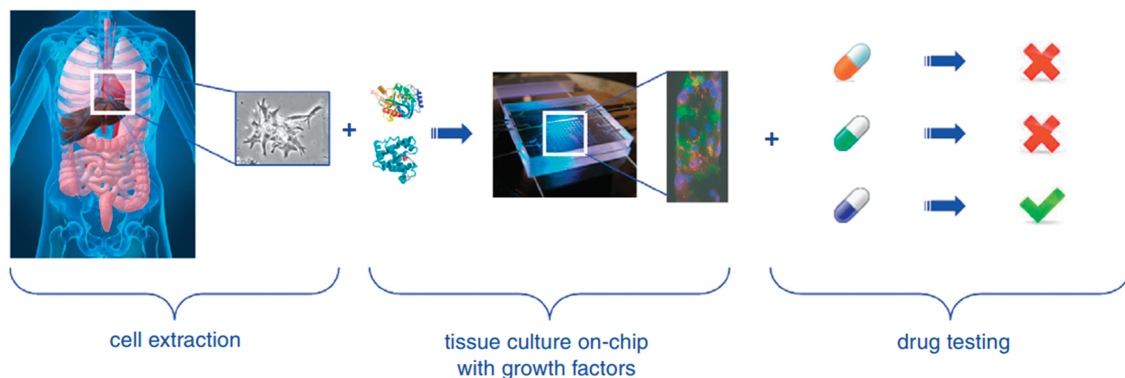 cell extraction
tissue culture on-chip
with growth factors
drug testing